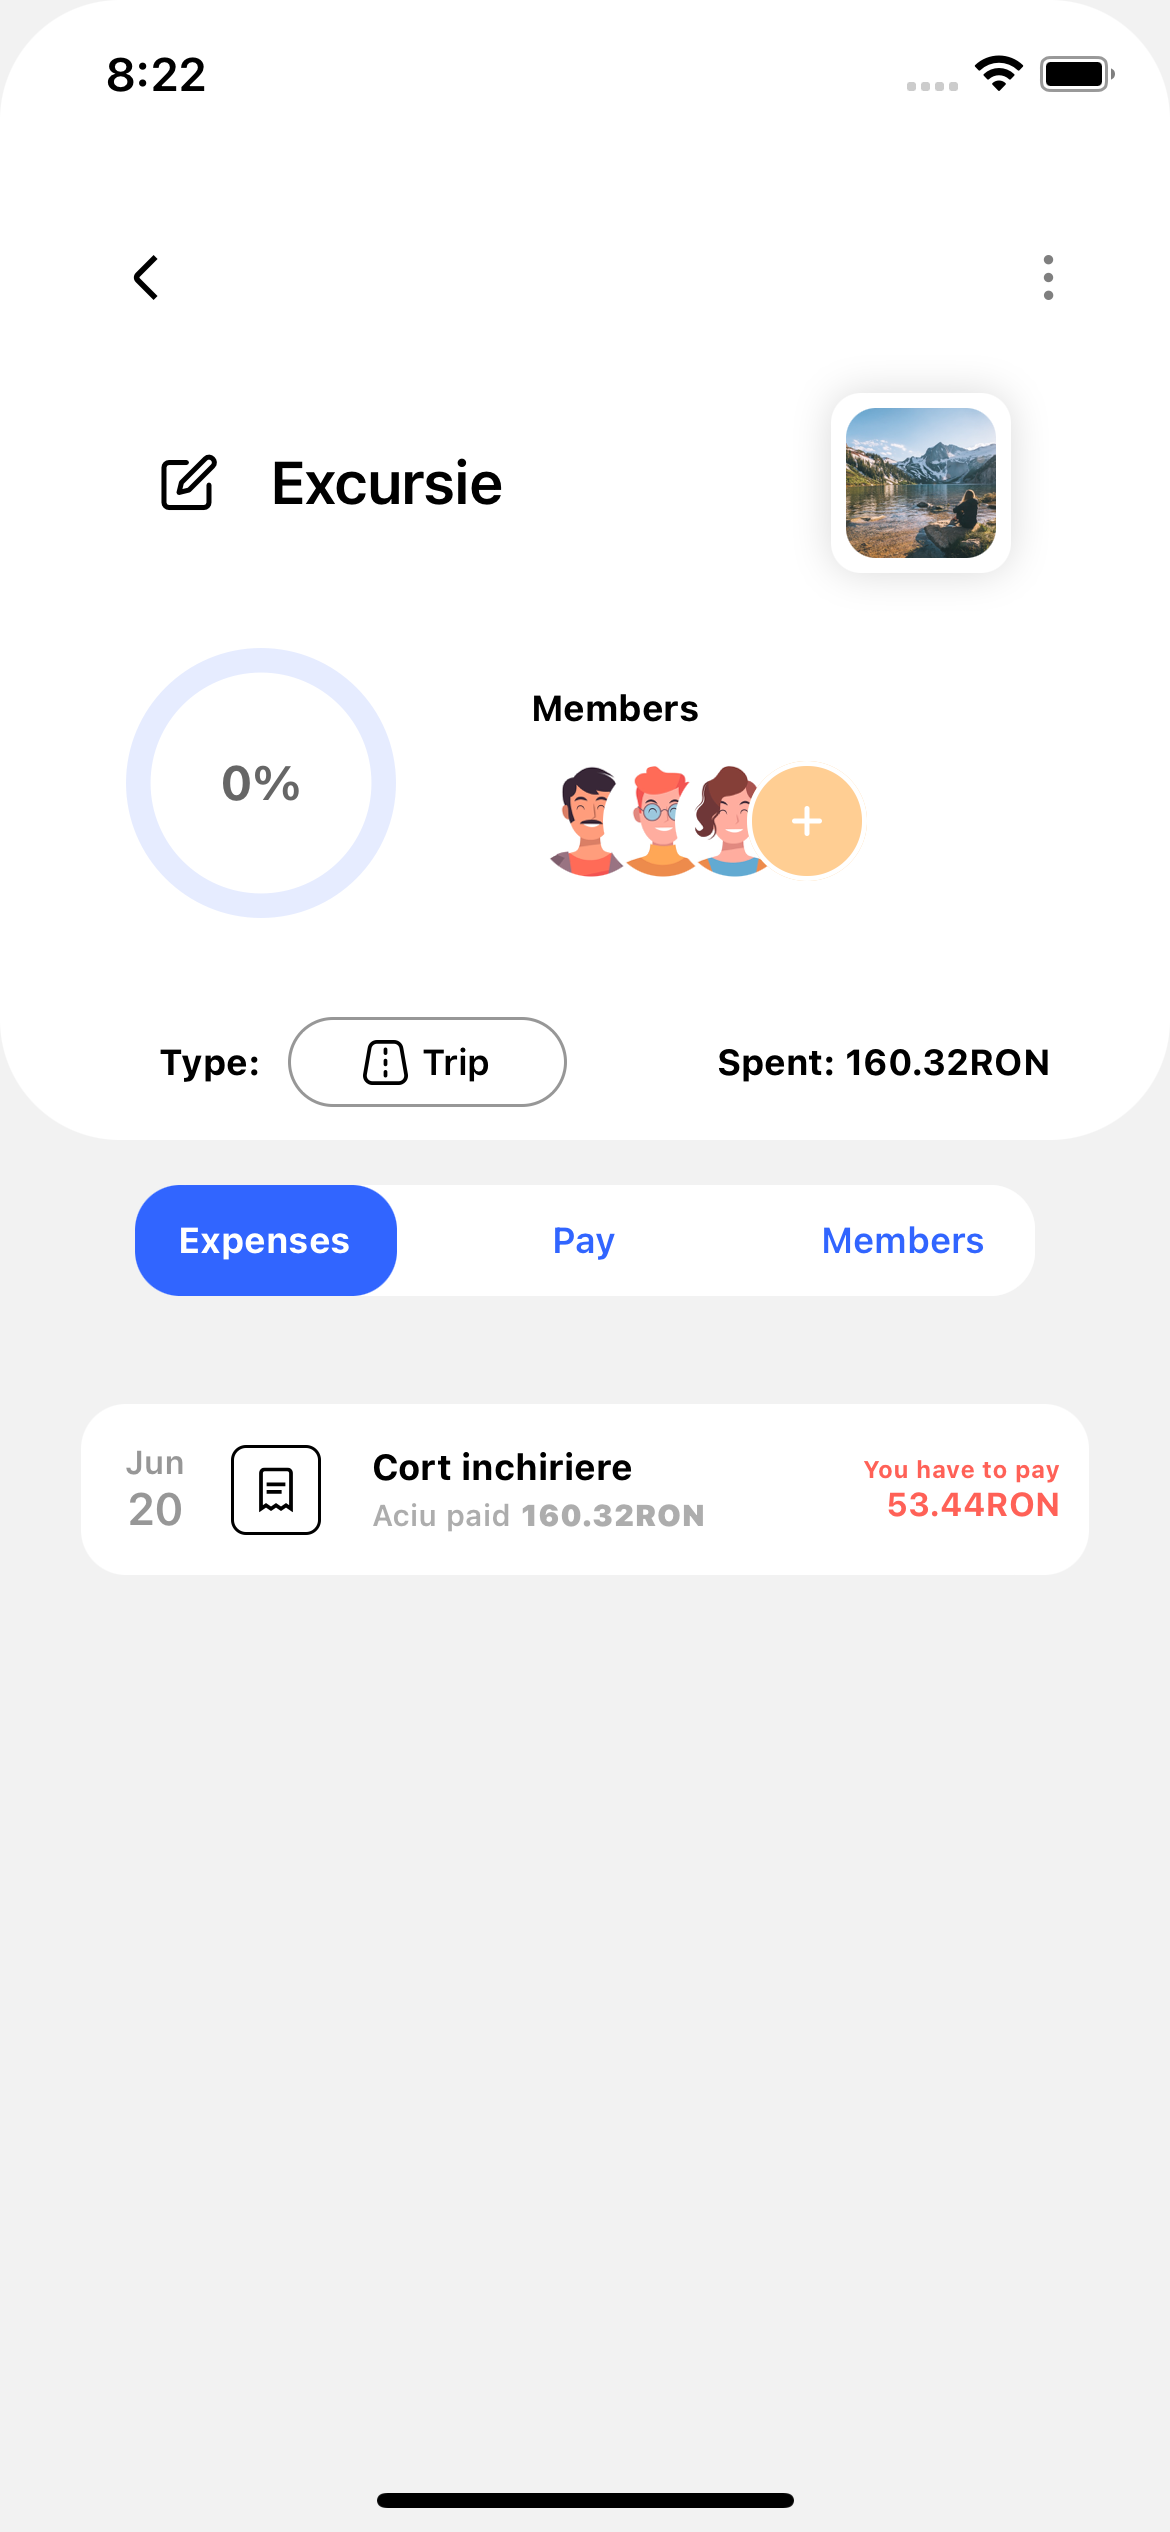 8:22
Excursie
0%
Members
Type:
Trip
Spent: 160.32RON
Expenses
Pay
Members
Jun
20
Cort inchiriere
Aciu paid 160.32RON
You have to pay
53.44RON